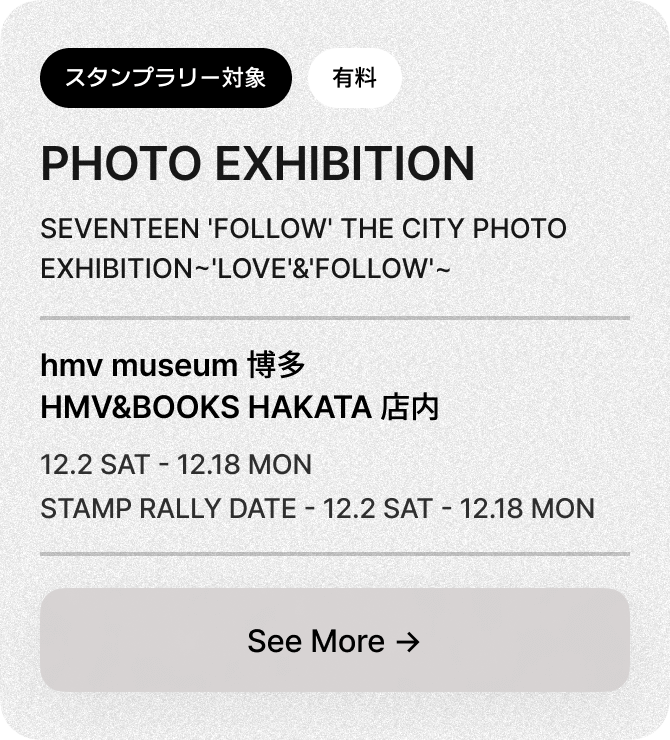 スタンプラリー対象 有料
PHOTO EXHIBITION
SEVENTEEN 'FOLLOW' THE CITY PHOTO
EXHIBITION~'LOVE'&'FOLLOW'~
hmv museum 博多
HMV&BOOKS HAKATA 店内
12.2 SAT - 12.18 MON
STAMP RALLY DATE - 12.2 SAT - 12.18 MON
See More →